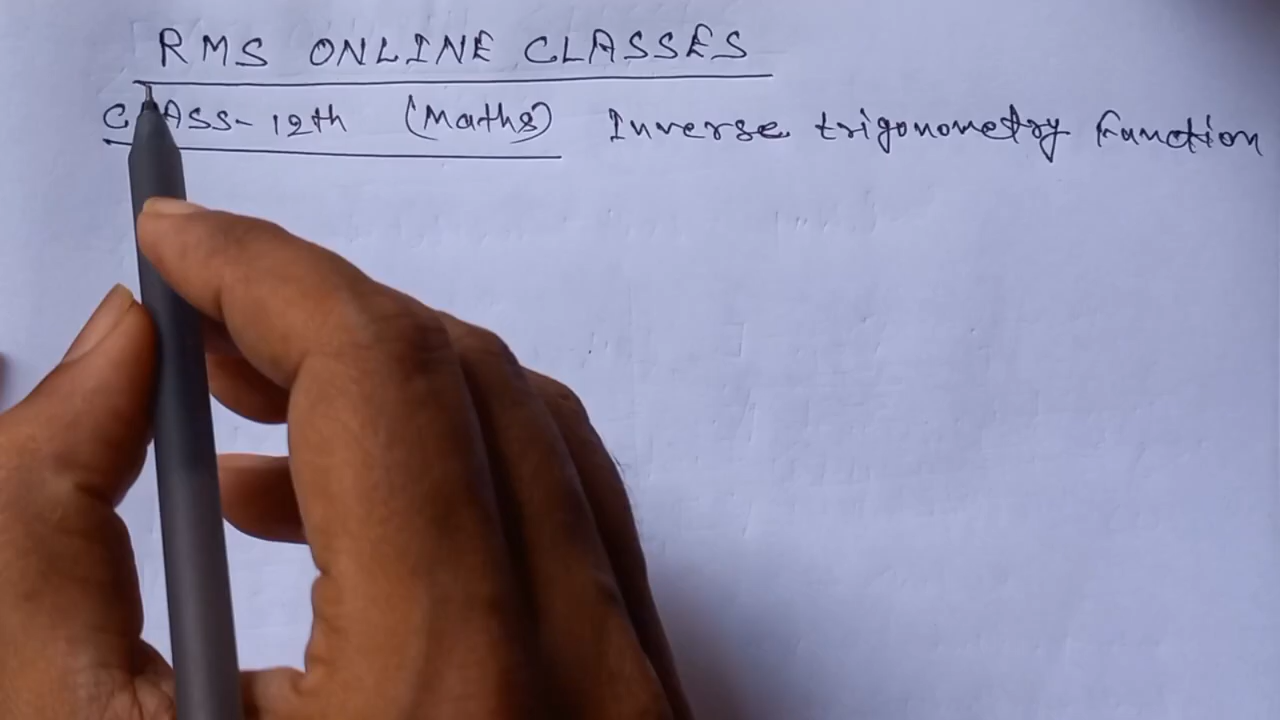 RMS ONLINE CLASSES
CLASS-12th (Maths) Inverse trigonometry function